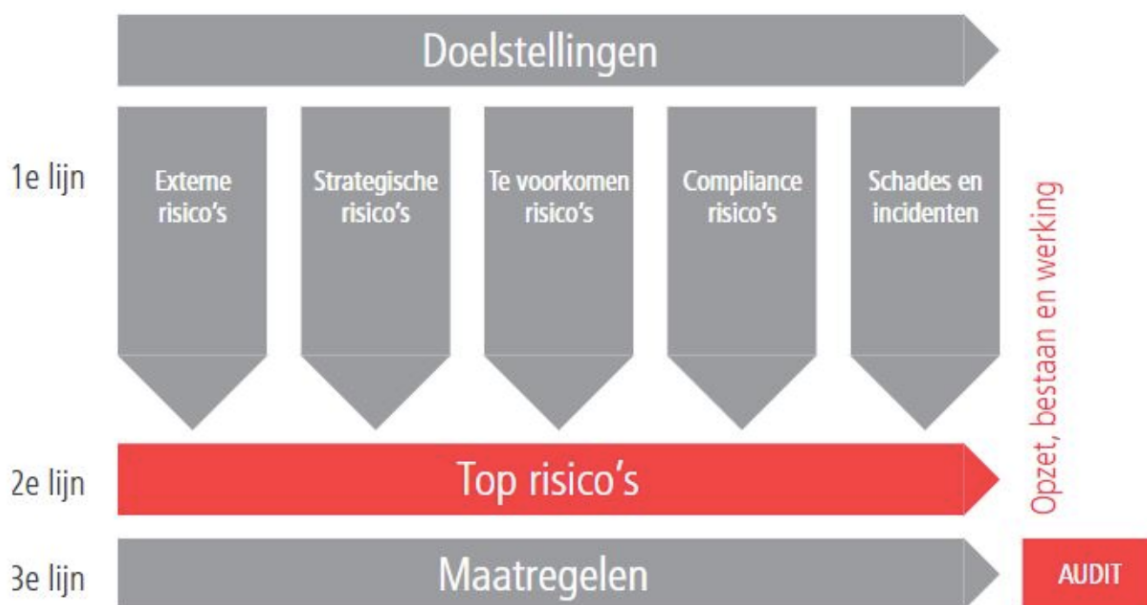 Doelstellingen
1e lijn
Externe
risico's
Strategische
risico's
Te voorkomen
risico's
Compliance
risico's
Schades en
incidenten
Opzet, bestaan en werking
2e lijn
Top risico's
3e lijn
Maatregelen
AUDIT